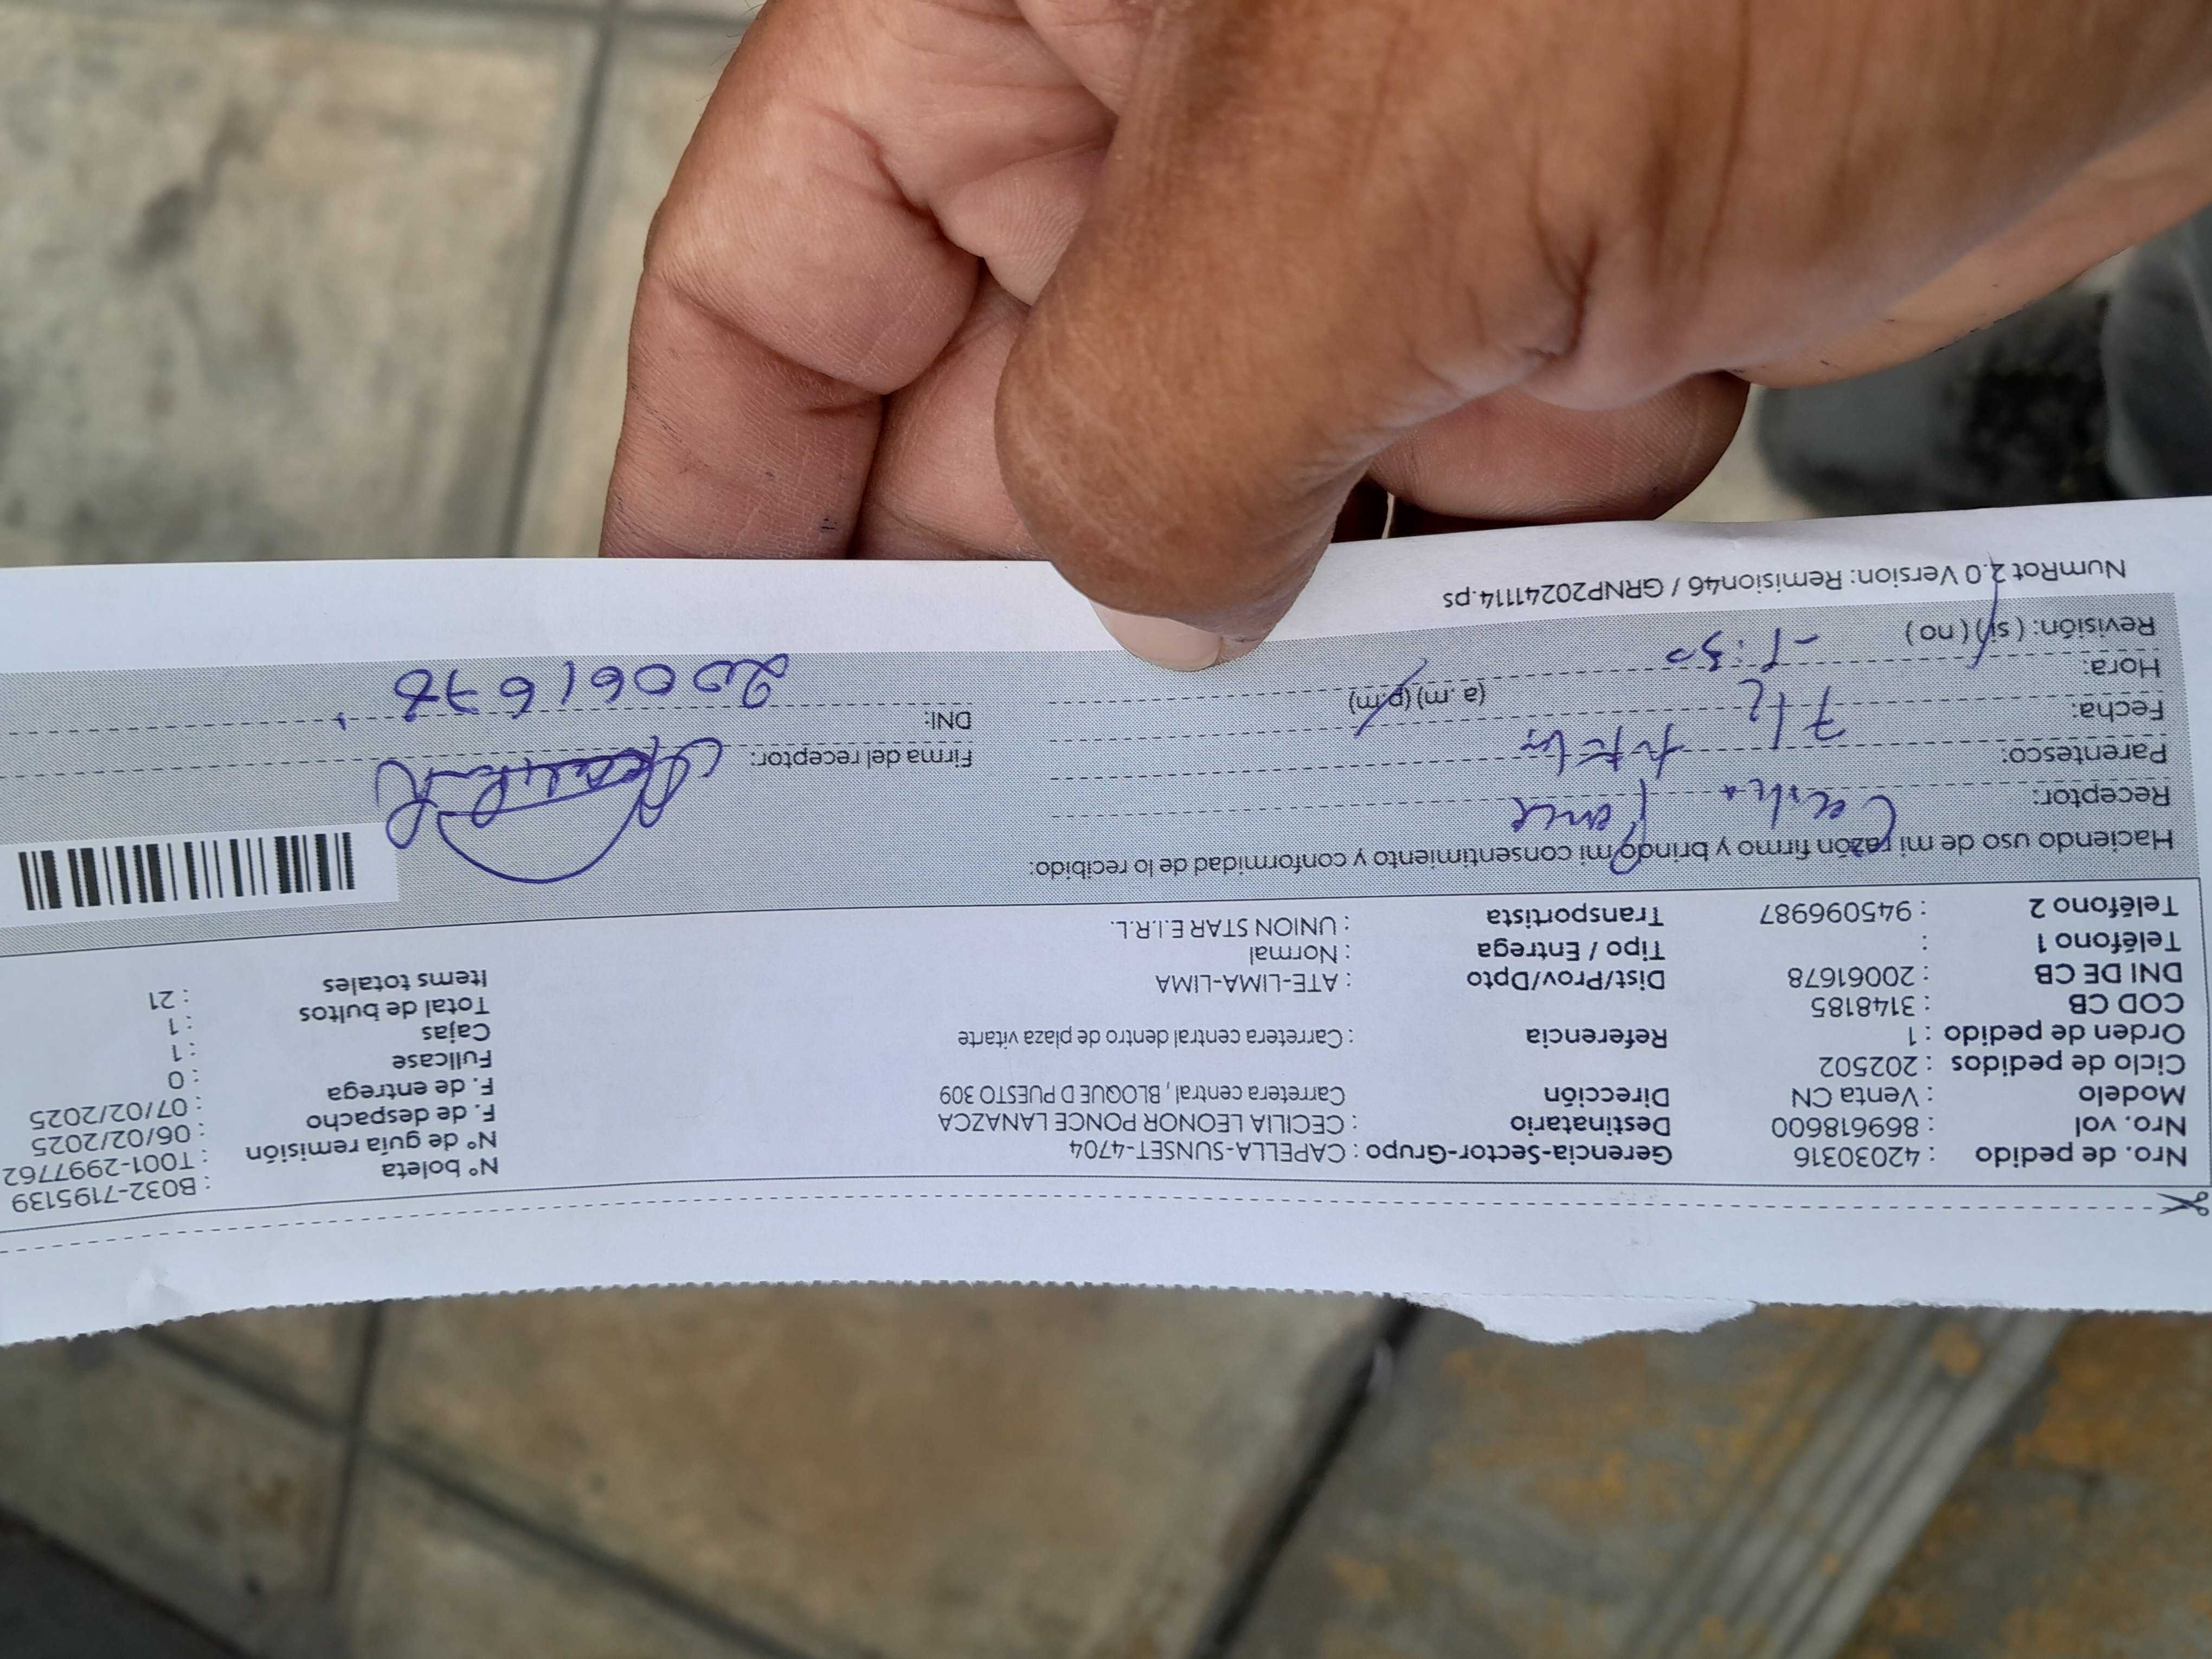 Nro. de pedido : 42030316 Gerencia-Sector-Grupo : CAPELLA-SUNSET-4704 N° boleta : B032-7195139
Nro. vol : 869618600 Destinatario : CECILIA LEONOR PONCE LANAZCA N° de guía remisión : T001-2997762
Modelo : Venta CN Dirección Carretera central , BLOQUE D PUESTO 309 F. de despacho : 06/02/2025
Ciclo de pedidos : 202502 F. de entrega : 07/02/2025
Orden de pedido : 1 Referencia : Carretera central dentro de plaza vitarte Fullcase : 0
COD CB : 3148185 Cajas : 1
DNI DE CB : 20061678 Dist/Prov/Dpto : ATE-LIMA-LIMA Total de bultos : 1
Teléfono 1 : Tipo / Entrega : Normal Items totales : 21
Teléfono 2 : 945096987 Transportista : UNION STAR E.I.R.L.
Haciendo uso de mi razón firmo y brindo mi consentimiento y conformidad de lo recibido:
Receptor: Cecilia Ponce Firma del receptor:
Parentesco:
Fecha: 7/2 DNI: 20061678
Hora: (a .m) (p.m)
Revisión: ( si ) ( no )
NumRot 2.0 Version: Remision46 / GRNP20241114.ps